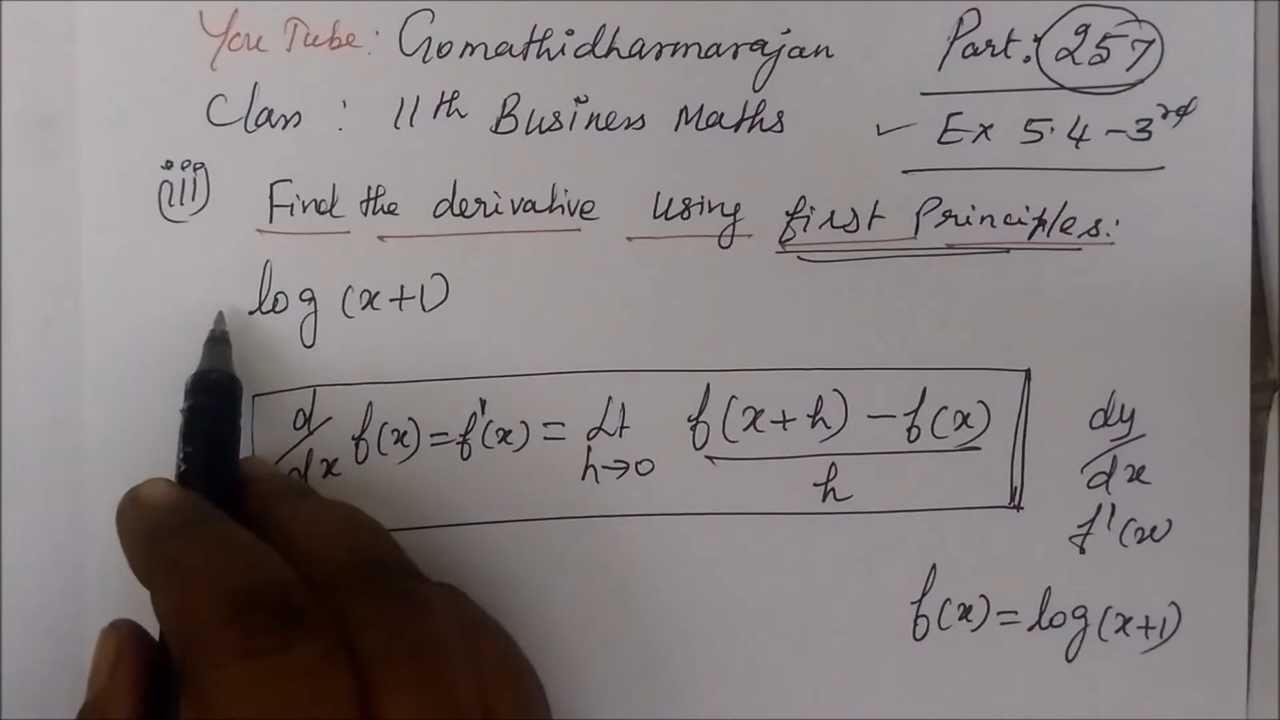 You Tube: Gomathidharmarajan
Part: 257
Class: 11th Business Maths
✓ Ex 5.4 - 3rd
(iii) Find the derivative using first Principles:
log (x+1)
d/dx f(x) = f'(x) = Lt h→0 f(x+h) - f(x) / h
dy/dx
f'(x)
f(x) = log(x+1)